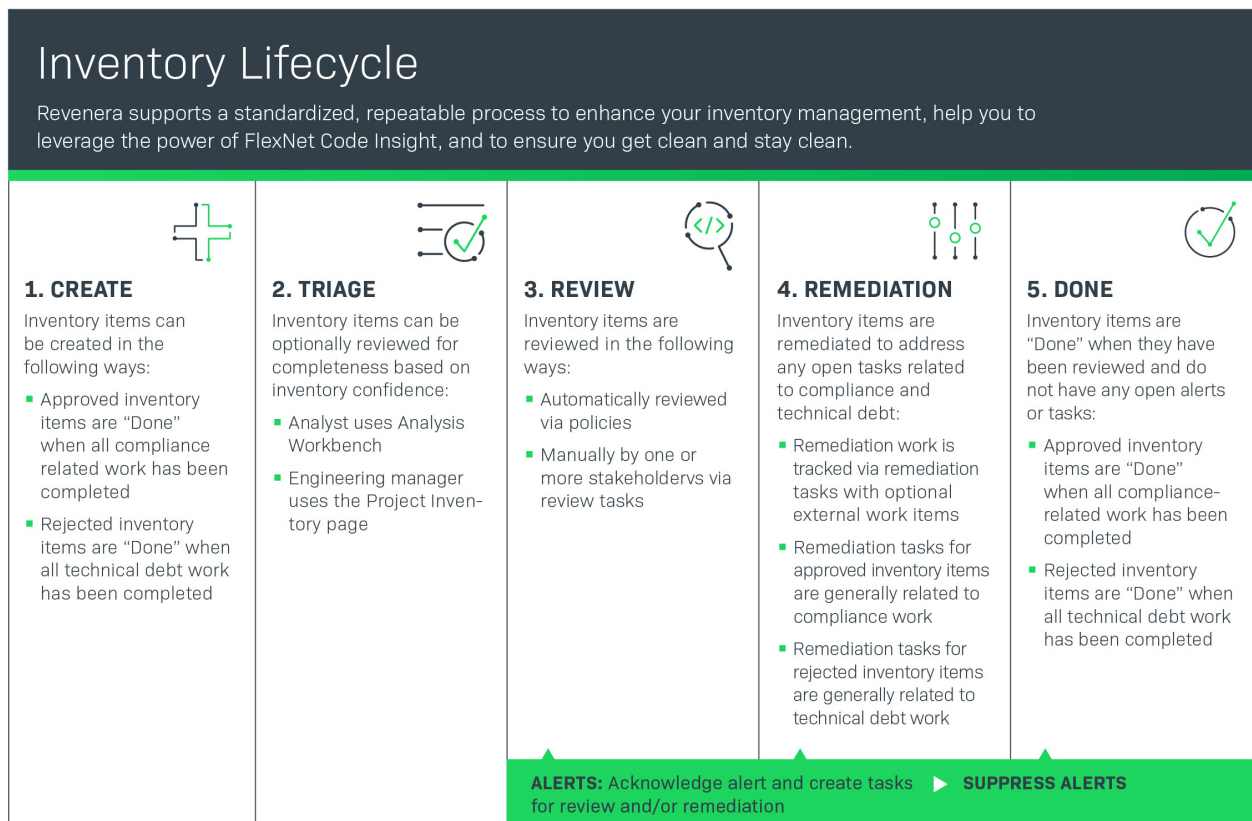 Inventory Lifecycle
Revenera supports a standardized, repeatable process to enhance your inventory management, help you to
leverage the power of FlexNet Code Insight, and to ensure you get clean and stay clean.
1. CREATE
Inventory items can
be created in the
following ways:
▪ Approved inventory
items are “Done”
when all compliance
related work has been
completed
▪ Rejected inventory
items are “Done” when
all technical debt work
has been completed
2. TRIAGE
Inventory items can be
optionally reviewed for
completeness based on
inventory confidence:
▪ Analyst uses Analysis
Workbench
▪ Engineering manager
uses the Project Inven-
tory page
</>
3. REVIEW
Inventory items are
reviewed in the following
ways:
▪ Automatically reviewed
via policies
▪ Manually by one or
more stakeholdervs via
review tasks
4. REMEDIATION
Inventory items are
remediated to address
any open tasks related
to compliance and
technical debt:
▪ Remediation work is
tracked via remediation
tasks with optional
external work items
▪ Remediation tasks for
approved inventory items
are generally related to
compliance work
▪ Remediation tasks for
rejected inventory items
are generally related to
technical debt work
5. DONE
Inventory items are
“Done” when they have
been reviewed and do
not have any open alerts
or tasks:
▪ Approved inventory
items are “Done”
when all compliance-
related work has been
completed
▪ Rejected inventory
items are “Done” when
all technical debt work
has been completed
ALERTS: Acknowledge alert and create tasks
for review and/or remediation
SUPPRESS ALERTS